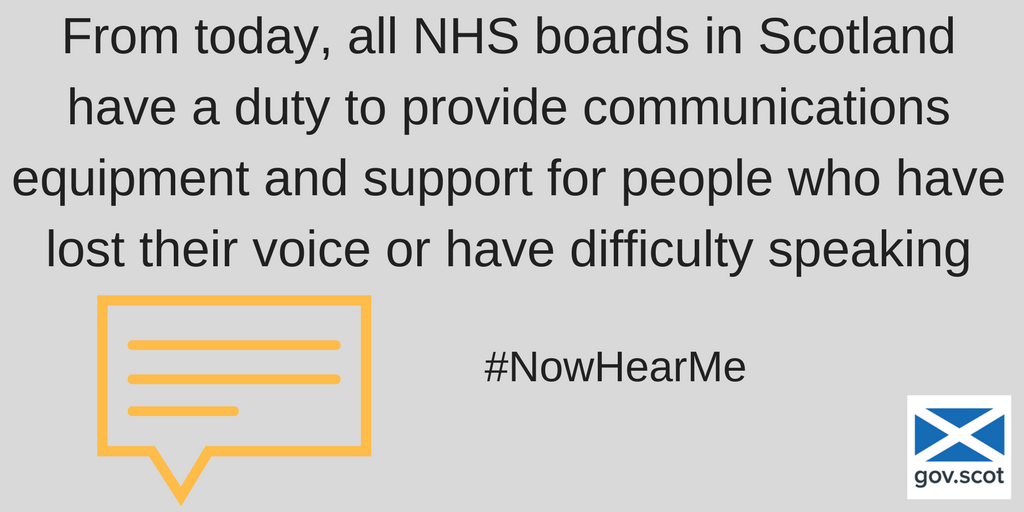 From today, all NHS boards in Scotland
have a duty to provide communications
equipment and support for people who have
lost their voice or have difficulty speaking
#NowHearMe
gov.scot